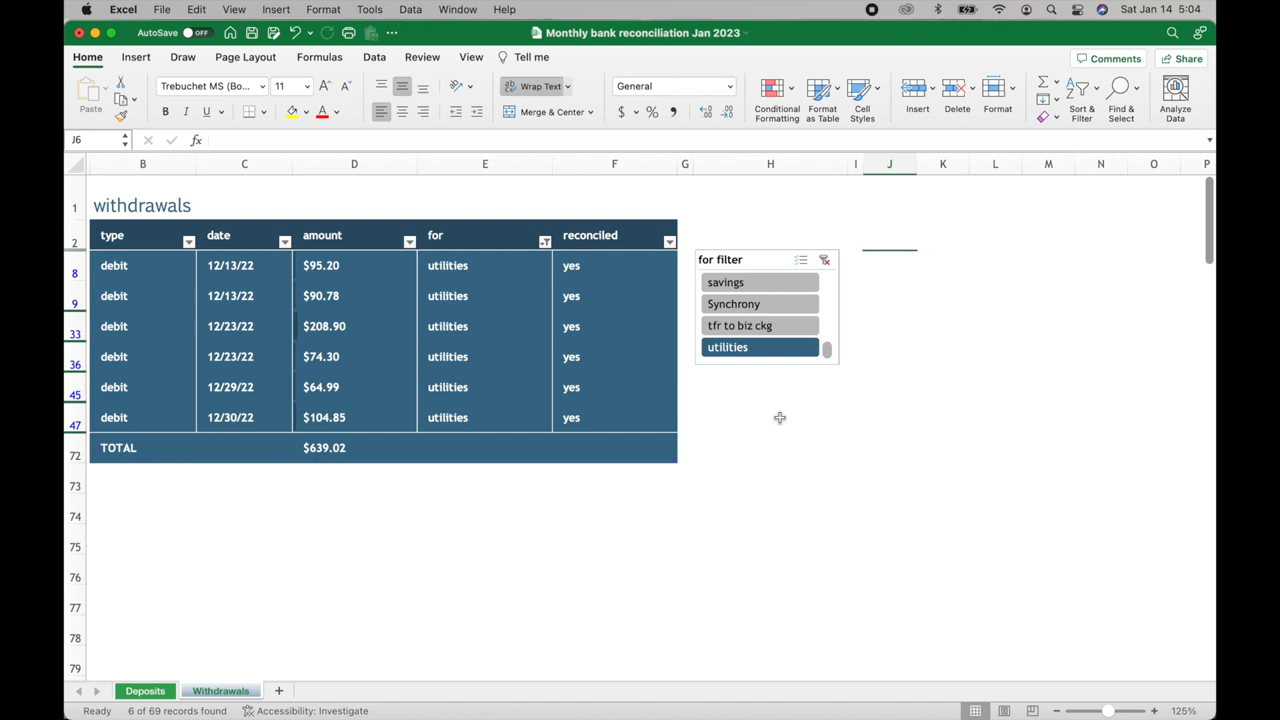 Excel File Edit View Insert Format Tools Data Window Help Sat Jan 14 5:04
AutoSave OFF Monthly bank reconciliation Jan 2023
Home Insert Draw Page Layout Formulas Data Review View Tell me Comments Share
Paste Trebuchet MS (Bo... 11 A A Wrap Text General Conditional Formatting Format as Table Cell Styles Insert Delete Format Sort & Filter Find & Select Analyze Data
B I U A Merge & Center $ % 9
J6 fx
B C D E F G H I J K L M N O P
1 withdrawals
2 type date amount for reconciled
for filter
8 debit 12/13/22 $95.20 utilities yes
savings
9 debit 12/13/22 $90.78 utilities yes
Synchrony
33 debit 12/23/22 $208.90 utilities yes
tfr to biz ckg
utilities
36 debit 12/23/22 $74.30 utilities yes
45 debit 12/29/22 $64.99 utilities yes
47 debit 12/30/22 $104.85 utilities yes
72 TOTAL $639.02
73
74
75
76
77
78
79
Deposits Withdrawals +
Ready 6 of 69 records found Accessibility: Investigate 125%